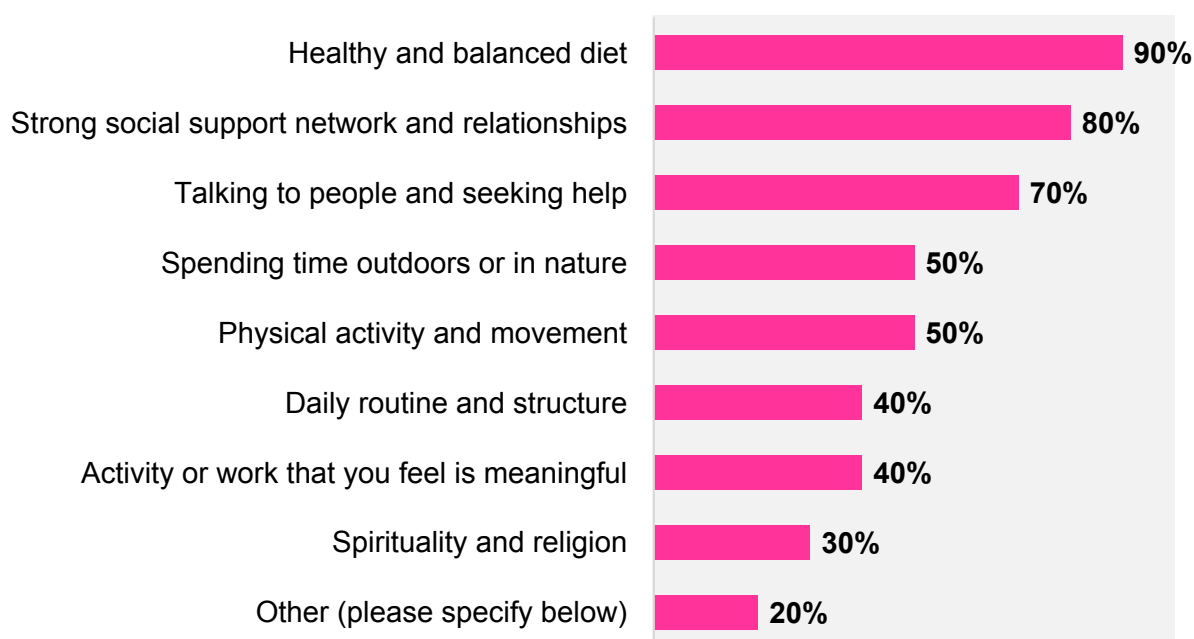 Healthy and balanced diet 90%
Strong social support network and relationships 80%
Talking to people and seeking help 70%
Spending time outdoors or in nature 50%
Physical activity and movement 50%
Daily routine and structure 40%
Activity or work that you feel is meaningful 40%
Spirituality and religion 30%
Other (please specify below) 20%